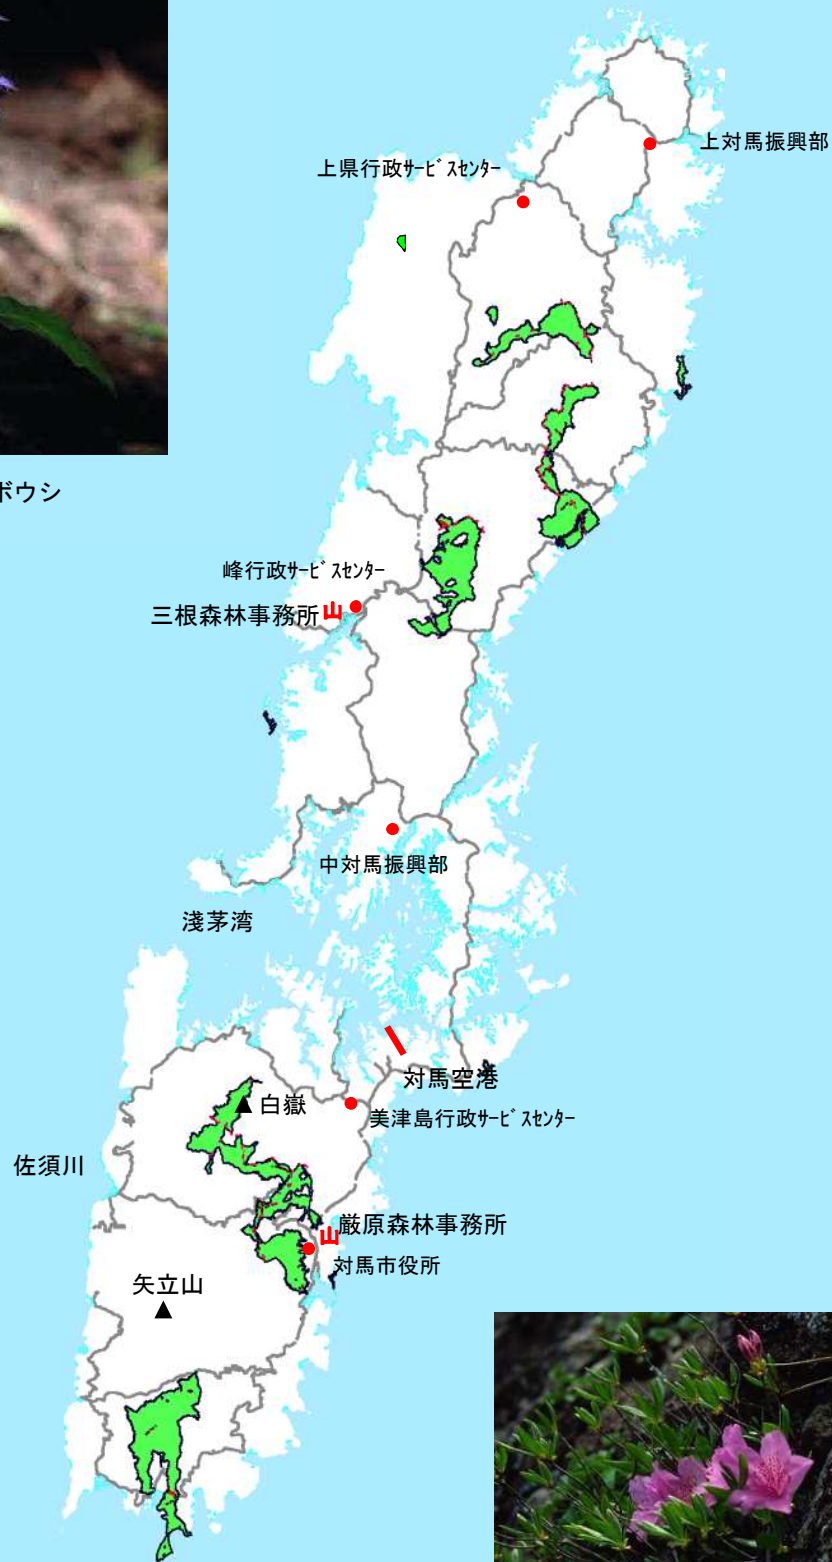 上対馬振興部
上県行政サービスセンター
ボウシ
峰行政サービスセンター
三根森林事務所 山
中対馬振興部
淺茅湾
対馬空港
白嶽
美津島行政サービスセンター
佐須川
山 厳原森林事務所
対馬市役所
矢立山